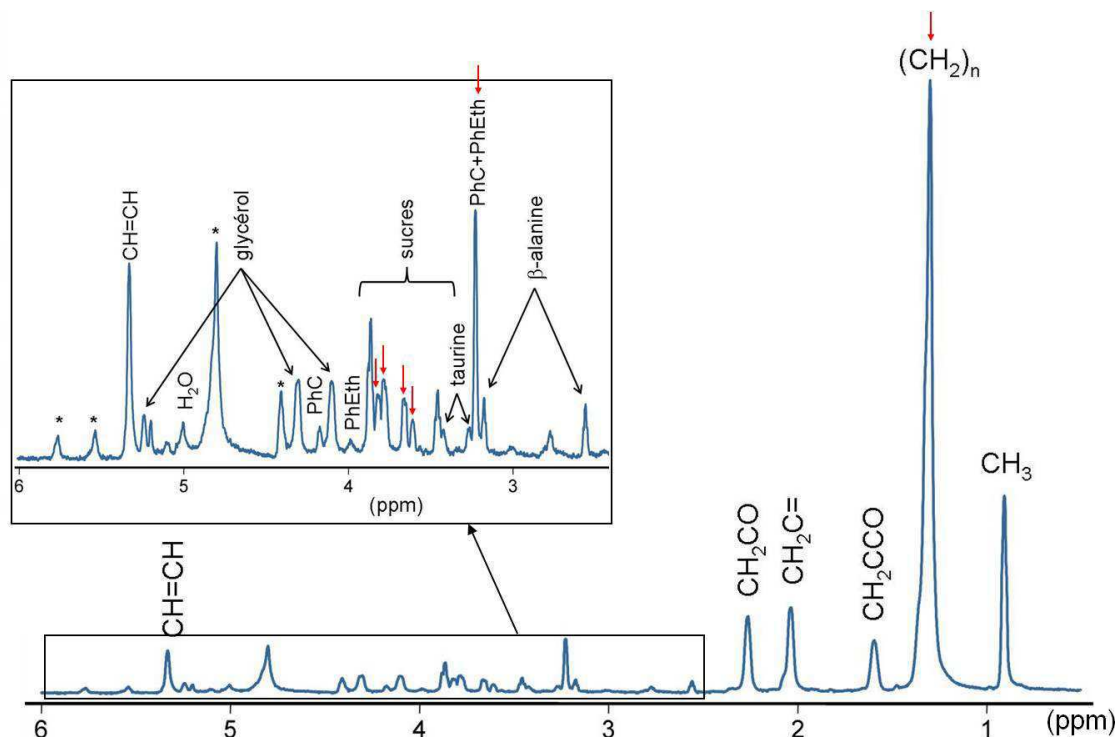 (CH2)n
PhC+PhEth
CH=CH
*
glycérol
sucres
β-alanine
*
*
H2O
*
PhC
PhEth
taurine
6 5 4 3
(ppm)
CH3
CH2CO
CH2C=
CH2CCO
CH=CH
6 5 4 3 2 1 (ppm)